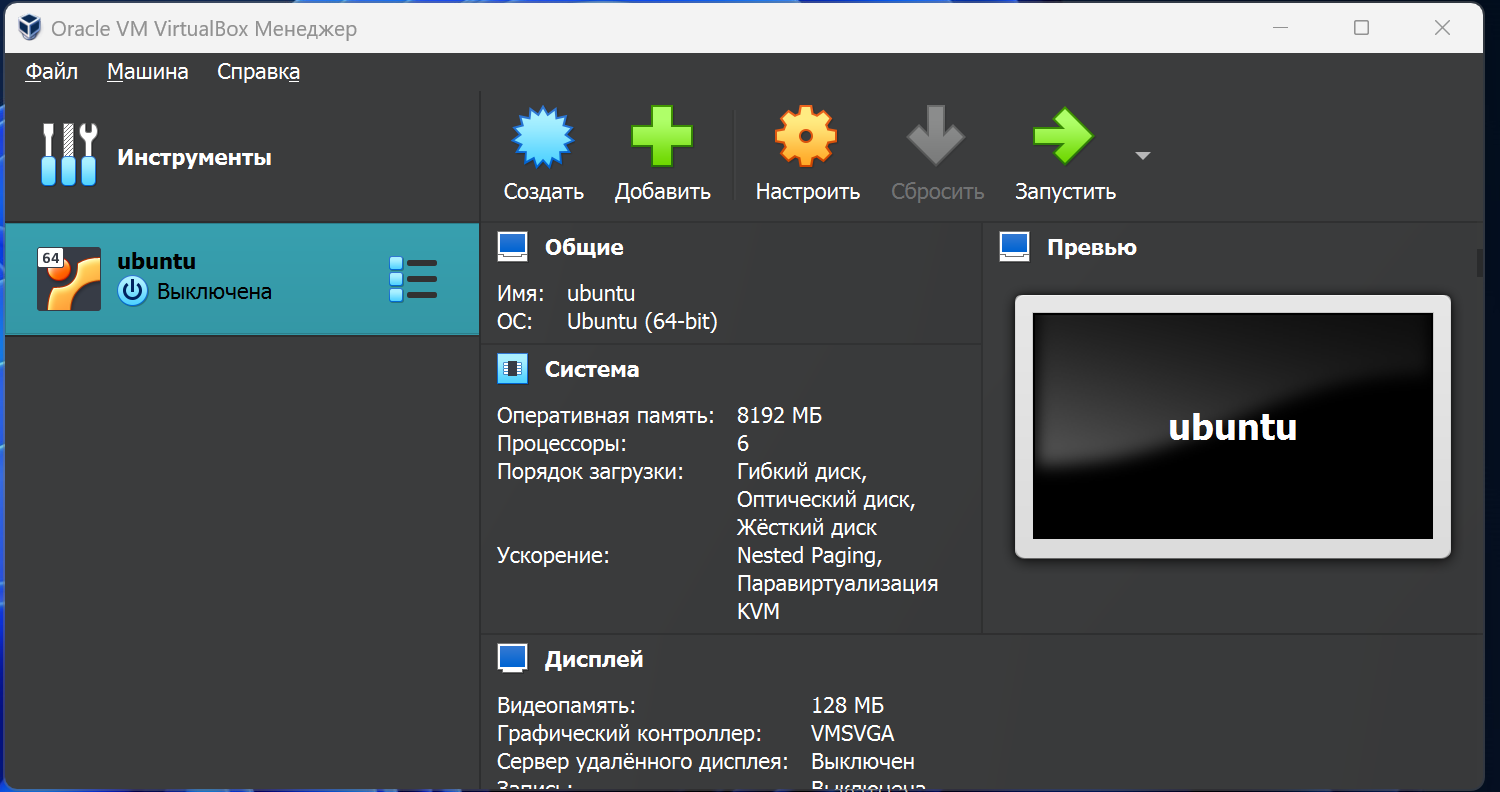 Oracle VM VirtualBox Менеджер
Файл Машина Справка
Инструменты
Создать Добавить Настроить Сбросить Запустить
64
ubuntu
Выключена
Общие
Имя: ubuntu
ОС: Ubuntu (64-bit)
Система
Оперативная память: 8192 МБ
Процессоры: 6
Порядок загрузки: Гибкий диск,
Оптический диск,
Жёсткий диск
Ускорение: Nested Paging,
Паравиртуализация
KVM
Превью
ubuntu
Дисплей
Видеопамять: 128 МБ
Графический контроллер: VMSVGA
Сервер удалённого дисплея: Выключен
Запись: Выключена